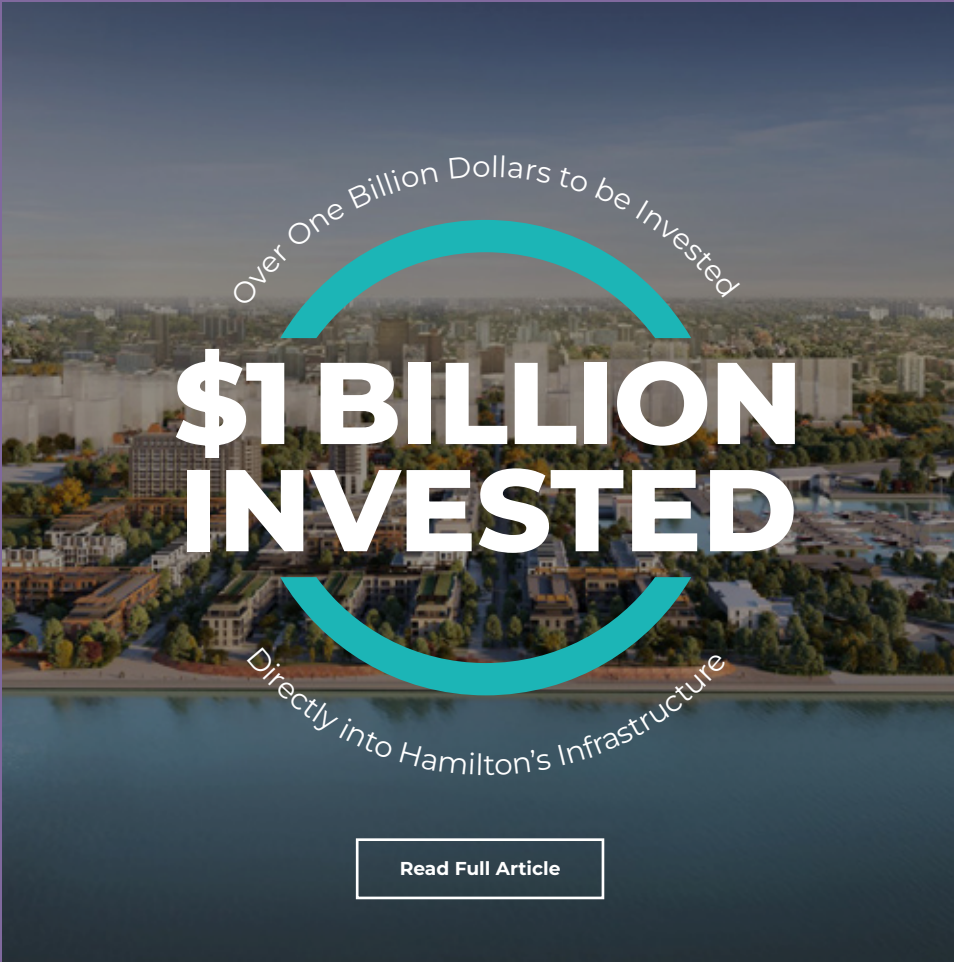 Over One Billion Dollars to be Invested
$1 BILLION
INVESTED
Directly into Hamilton’s Infrastructure
Read Full Article